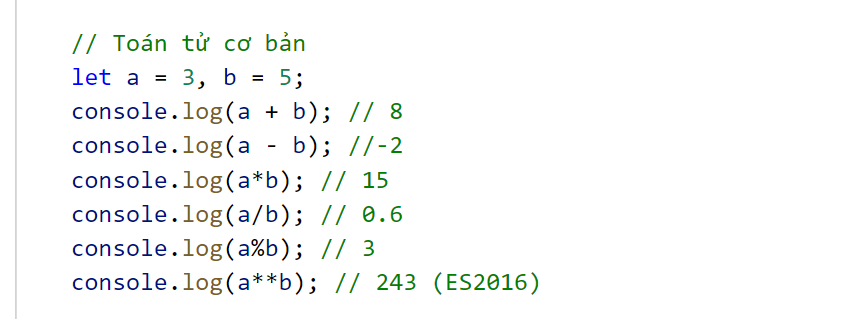 // Toán tử cơ bản
let a = 3, b = 5;
console.log(a + b); // 8
console.log(a - b); //-2
console.log(a*b); // 15
console.log(a/b); // 0.6
console.log(a%b); // 3
console.log(a**b); // 243 (ES2016)